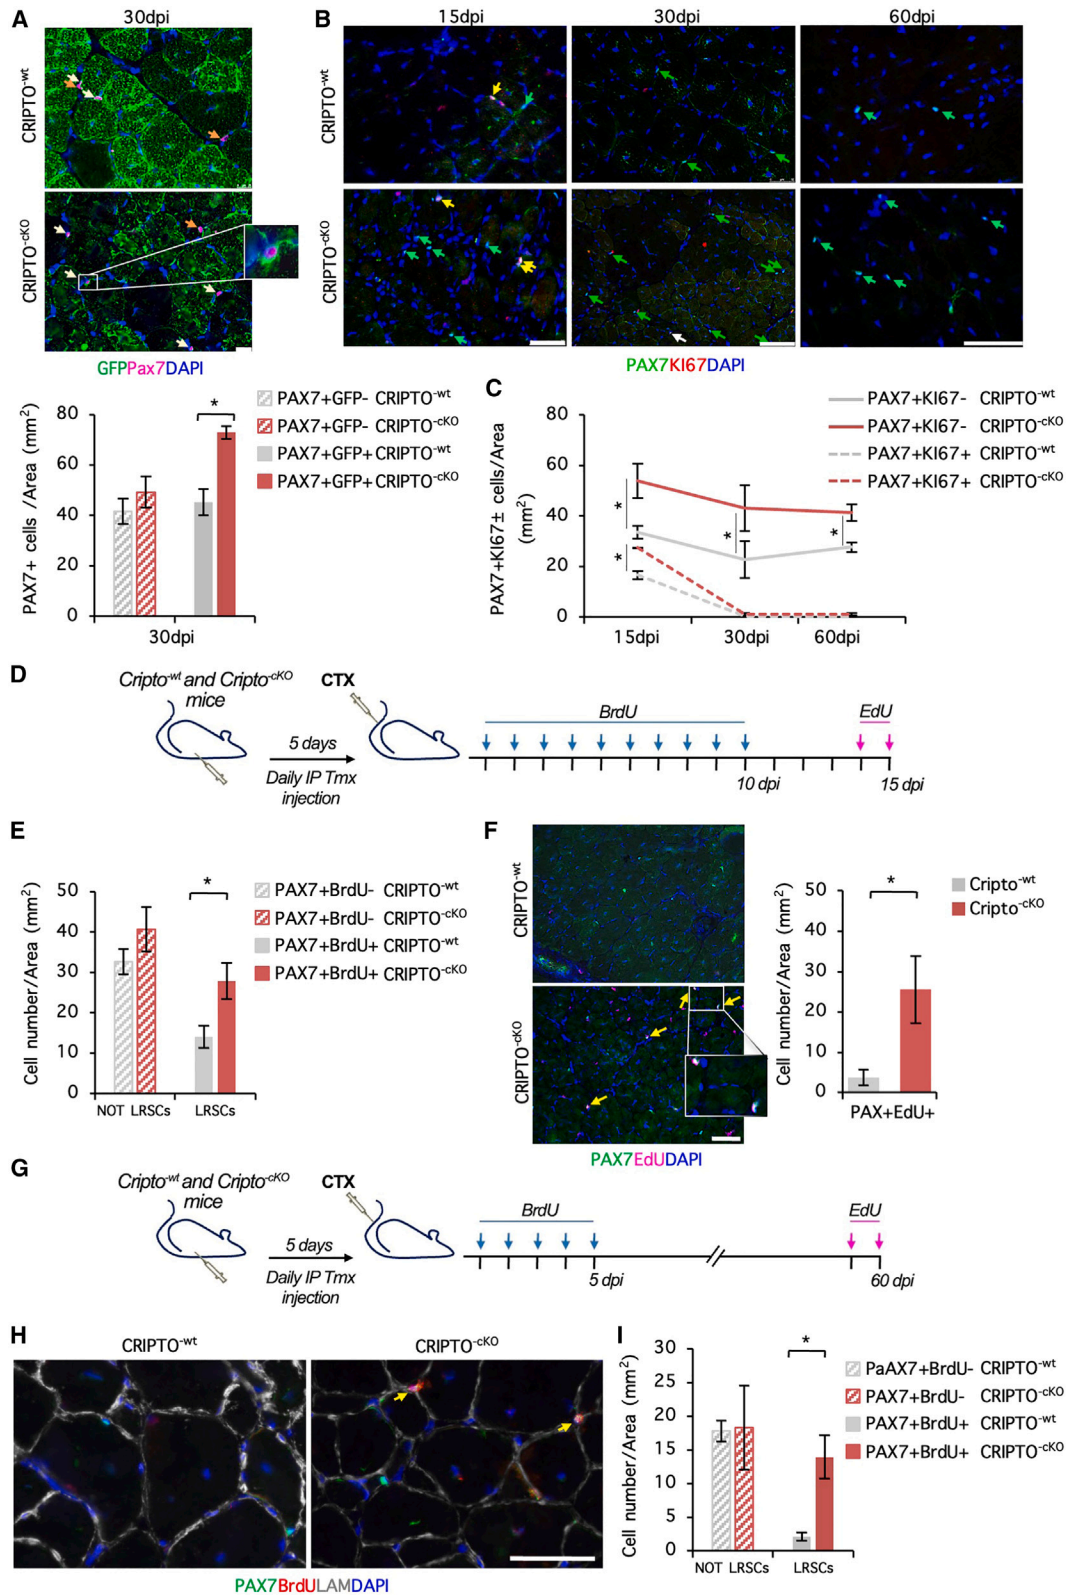 A
30dpi
CRIPTO-wt
CRIPTO-cKO
GFPPax7DAPI
B
15dpi
30dpi
60dpi
CRIPTO-wt
CRIPTO-cKO
PAX7KI67DAPI
PAX7+ cells /Area (mm2)
80
60
40
20
0
*
30dpi
PAX7+GFP- CRIPTO-wt
PAX7+GFP- CRIPTO-cKO
PAX7+GFP+ CRIPTO-wt
PAX7+GFP+ CRIPTO-cKO
C
PAX7+KI67± cells/Area
(mm2)
80
60
40
20
0
*
*
*
*
15dpi
30dpi
60dpi
PAX7+KI67- CRIPTO-wt
PAX7+KI67- CRIPTO-cKO
PAX7+KI67+ CRIPTO-wt
PAX7+KI67+ CRIPTO-cKO
D
Cripto-wt and Cripto-cKO
mice
5 days
Daily IP Tmx
injection
CTX
BrdU
EdU
10 dpi
15 dpi
E
Cell number/Area (mm2)
50
40
30
20
10
0
*
NOT LRSCs
LRSCs
PAX7+BrdU- CRIPTO-wt
PAX7+BrdU- CRIPTO-cKO
PAX7+BrdU+ CRIPTO-wt
PAX7+BrdU+ CRIPTO-cKO
F
CRIPTO-wt
CRIPTO-cKO
PAX7EdUDAPI
Cell number/Area (mm2)
50
40
30
20
10
0
*
PAX+EdU+
Cripto-wt
Cripto-cKO
G
Cripto-wt and Cripto-cKO
mice
5 days
Daily IP Tmx
injection
CTX
BrdU
EdU
5 dpi
60 dpi
H
CRIPTO-wt
CRIPTO-cKO
PAX7BrdULAMDAPI
I
Cell number/Area (mm2)
30
25
20
15
10
5
0
*
NOT LRSCs
LRSCs
PaAX7+BrdU- CRIPTO-wt
PAX7+BrdU- CRIPTO-cKO
PAX7+BrdU+ CRIPTO-wt
PAX7+BrdU+ CRIPTO-cKO